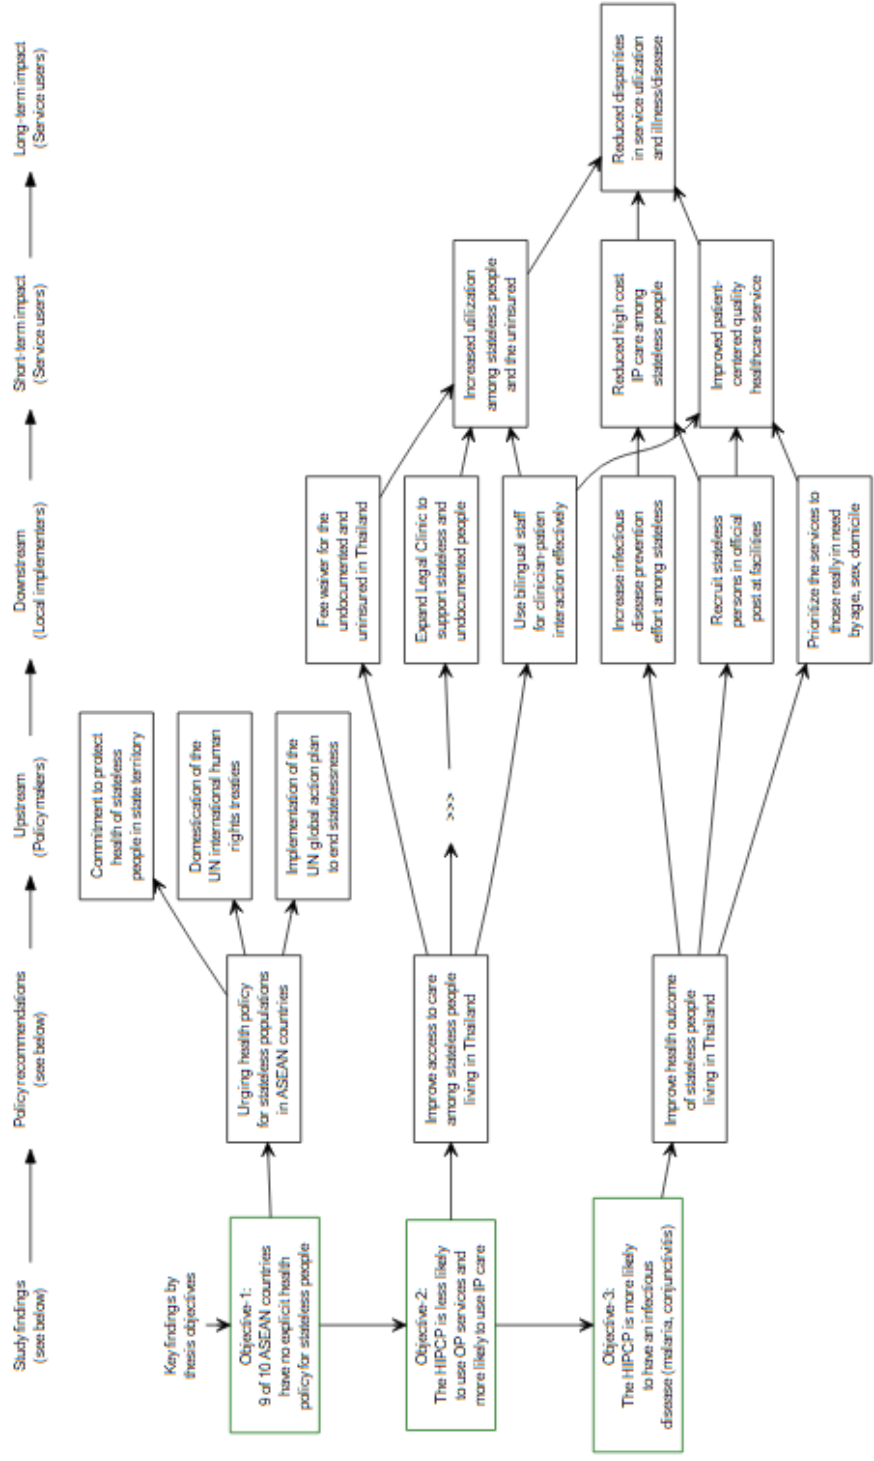 Study findings
(see below)
Policy recommendations
(see below)
Upstream
(Policy makers)
Downstream
(Local implementers)
Short-term impact
(Service users)
Long-term impact
(Service users)
Key findings by
thesis objectives
Objective-1:
9 of 10 ASEAN countries
have no explicit health
policy for stateless people
Urging health policy
for stateless populations
in ASEAN countries
Commitment to protect
health of stateless
people in state territory
Domestication of the
UN international human
rights treaties
Implementation of the
UN global action plan
to end statelessness
Objective-2:
The HIPCP is less likely
to use OP services and
more likely to use IP care
Improve access to care
among stateless people
living in Thailand
>>>
Fee waiver for the
undocumented and
uninsured in Thailand
Expand Legal Clinic to
support stateless and
undocumented people
Use bilingual staff
for clinician-patien
interaction effectively
Increased utilization
among stateless people
and the uninsured
Objective-3:
The HIPCP is more likely
to have an infectious
disease (malaria, conjunctivitis)
Improve health outcome
of stateless people
living in Thailand
Increase infectious
disease prevention
effort among stateless
Recruit stateless
persons in official
post at facilities
Prioritize the services to
those really in need
by age, sex, domicile
Reduced high cost
IP care among
stateless people
Improved patient-
centered quality
healthcare service
Reduced disparities
in service utilization
and illness/disease